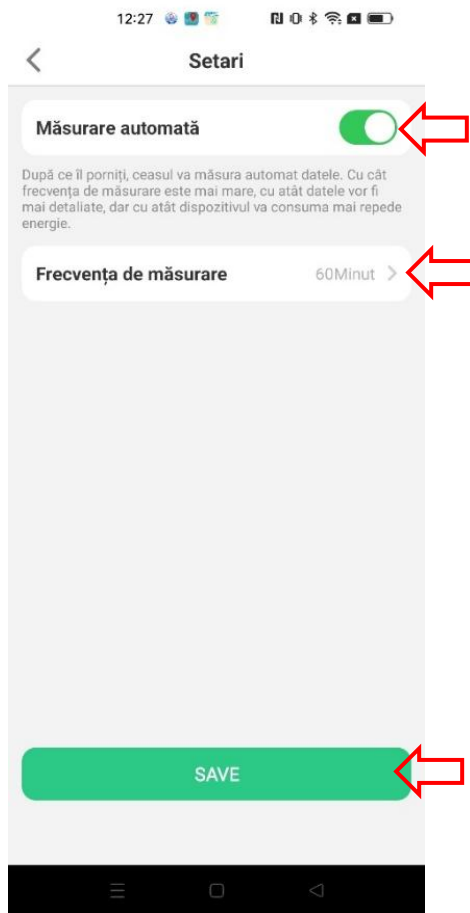 12:27
Setari
Măsurare automată
După ce îl porniți, ceasul va măsura automat datele. Cu cât
frecvența de măsurare este mai mare, cu atât datele vor fi
mai detaliate, dar cu atât dispozitivul va consuma mai repede
energie.
Frecvența de măsurare 60Minut
SAVE